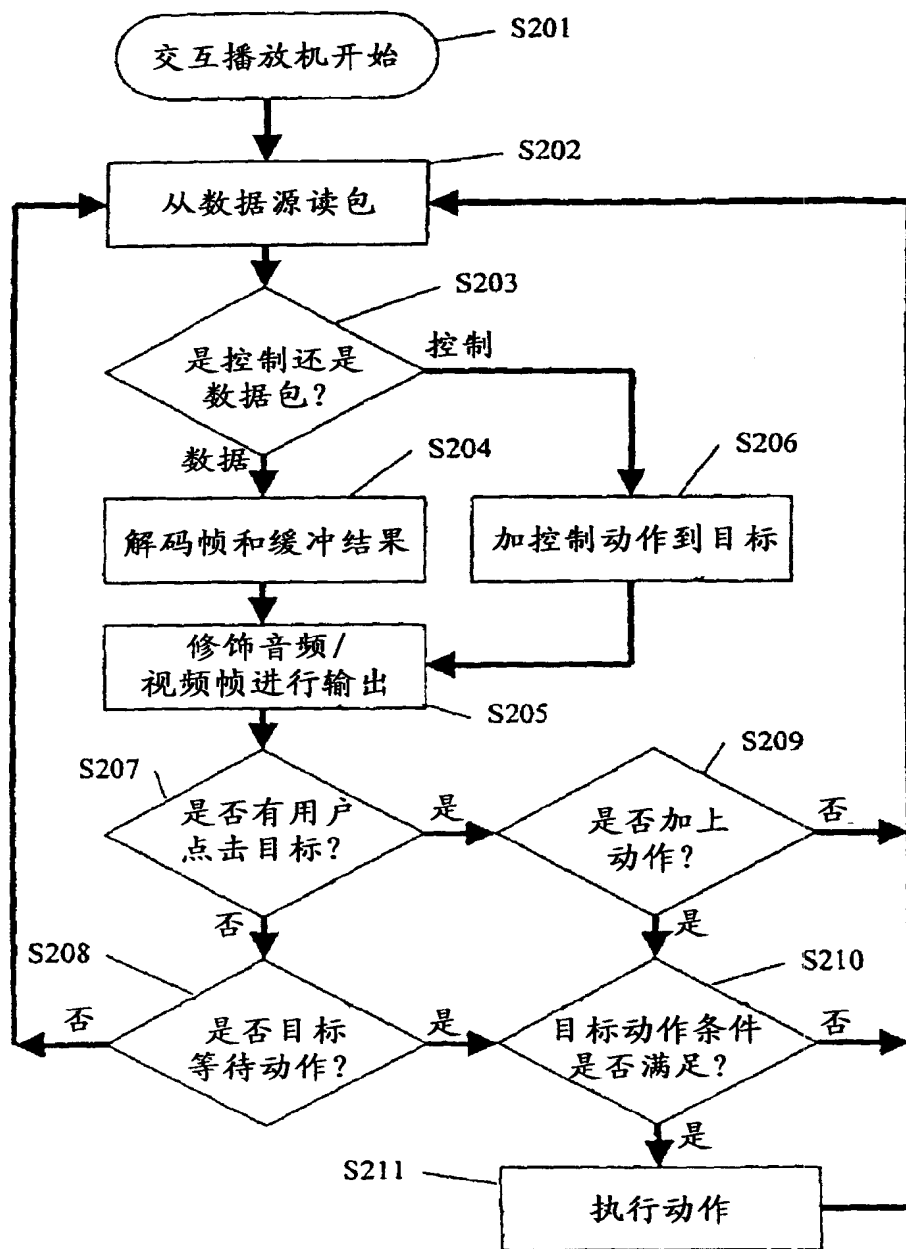 S201
交互播放机开始
S202
从数据源读包
S203
是控制还是
数据包？
控制
数据
S204
S206
解码帧和缓冲结果
加控制动作到目标
修饰音频/
视频帧进行输出
S205
S207
是否有用户
点击目标？
是
S209
是否加上
动作？
否
否
是
S208
S210
否
是否目标
等待动作？
是
目标动作条件
是否满足？
否
是
S211
执行动作